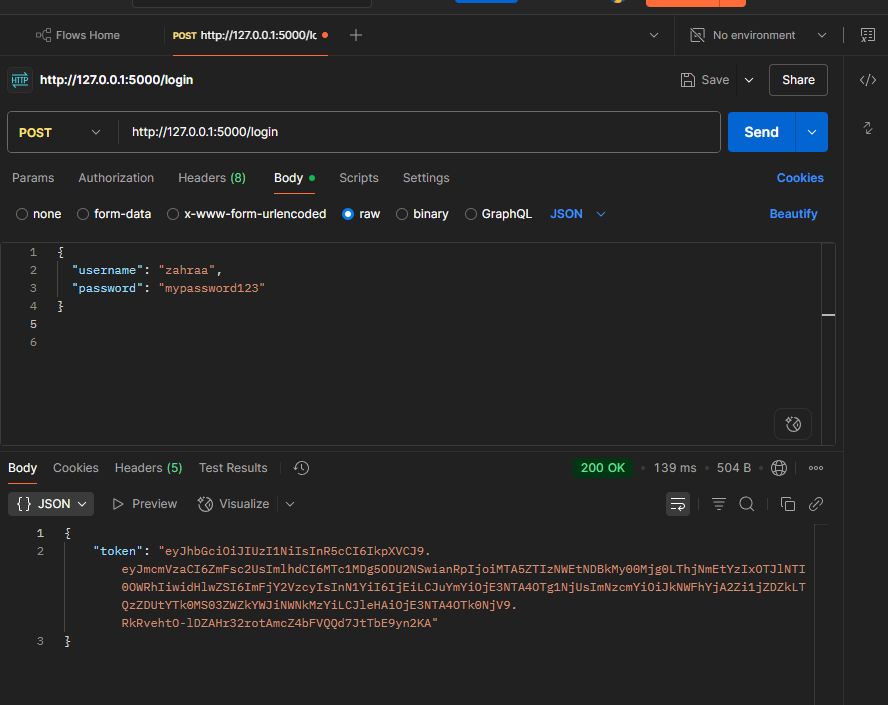 Flows Home
POST http://127.0.0.1:5000/lc
No environment
HTTP http://127.0.0.1:5000/login
Save
Share
POST
http://127.0.0.1:5000/login
Send
Params Authorization Headers (8) Body Scripts Settings Cookies
none form-data x-www-form-urlencoded raw binary GraphQL JSON Beautify
1 {
2 "username": "zahraa",
3 "password": "mypassword123"
4 }
5
6
Body Cookies Headers (5) Test Results 200 OK • 139 ms • 504 B
{} JSON Preview Visualize
1 {
2 "token": "eyJhbGciOiJIUzI1NiIsInR5cCI6IkpXVCJ9.
eyJmcmVzaCI6ZmFsc2UsImlhdCI6MTc1MDg5ODU2NSwianRpIjoiMTA5ZTIzNWEtNDBkMy00Mjg0LThjNmEtYzIxOTJlNTI
0OWRhIiwidHlwZSI6ImFjY2VzcyIsInN1YiI6IjEiLCJuYmYiOjE3NTA4OTg1NjUsImNzcmYiOiJkNWFhYjA2Zi1jZDZkLT
QzZDUtYTk0MS03ZWZkYWJiNWNkMzYiLCJleHAiOjE3NTA4OTk0NjV9.
RkRvehtO-lDZAHr32rotAmcZ4bFVQQd7JtTbE9yn2KA"
3 }